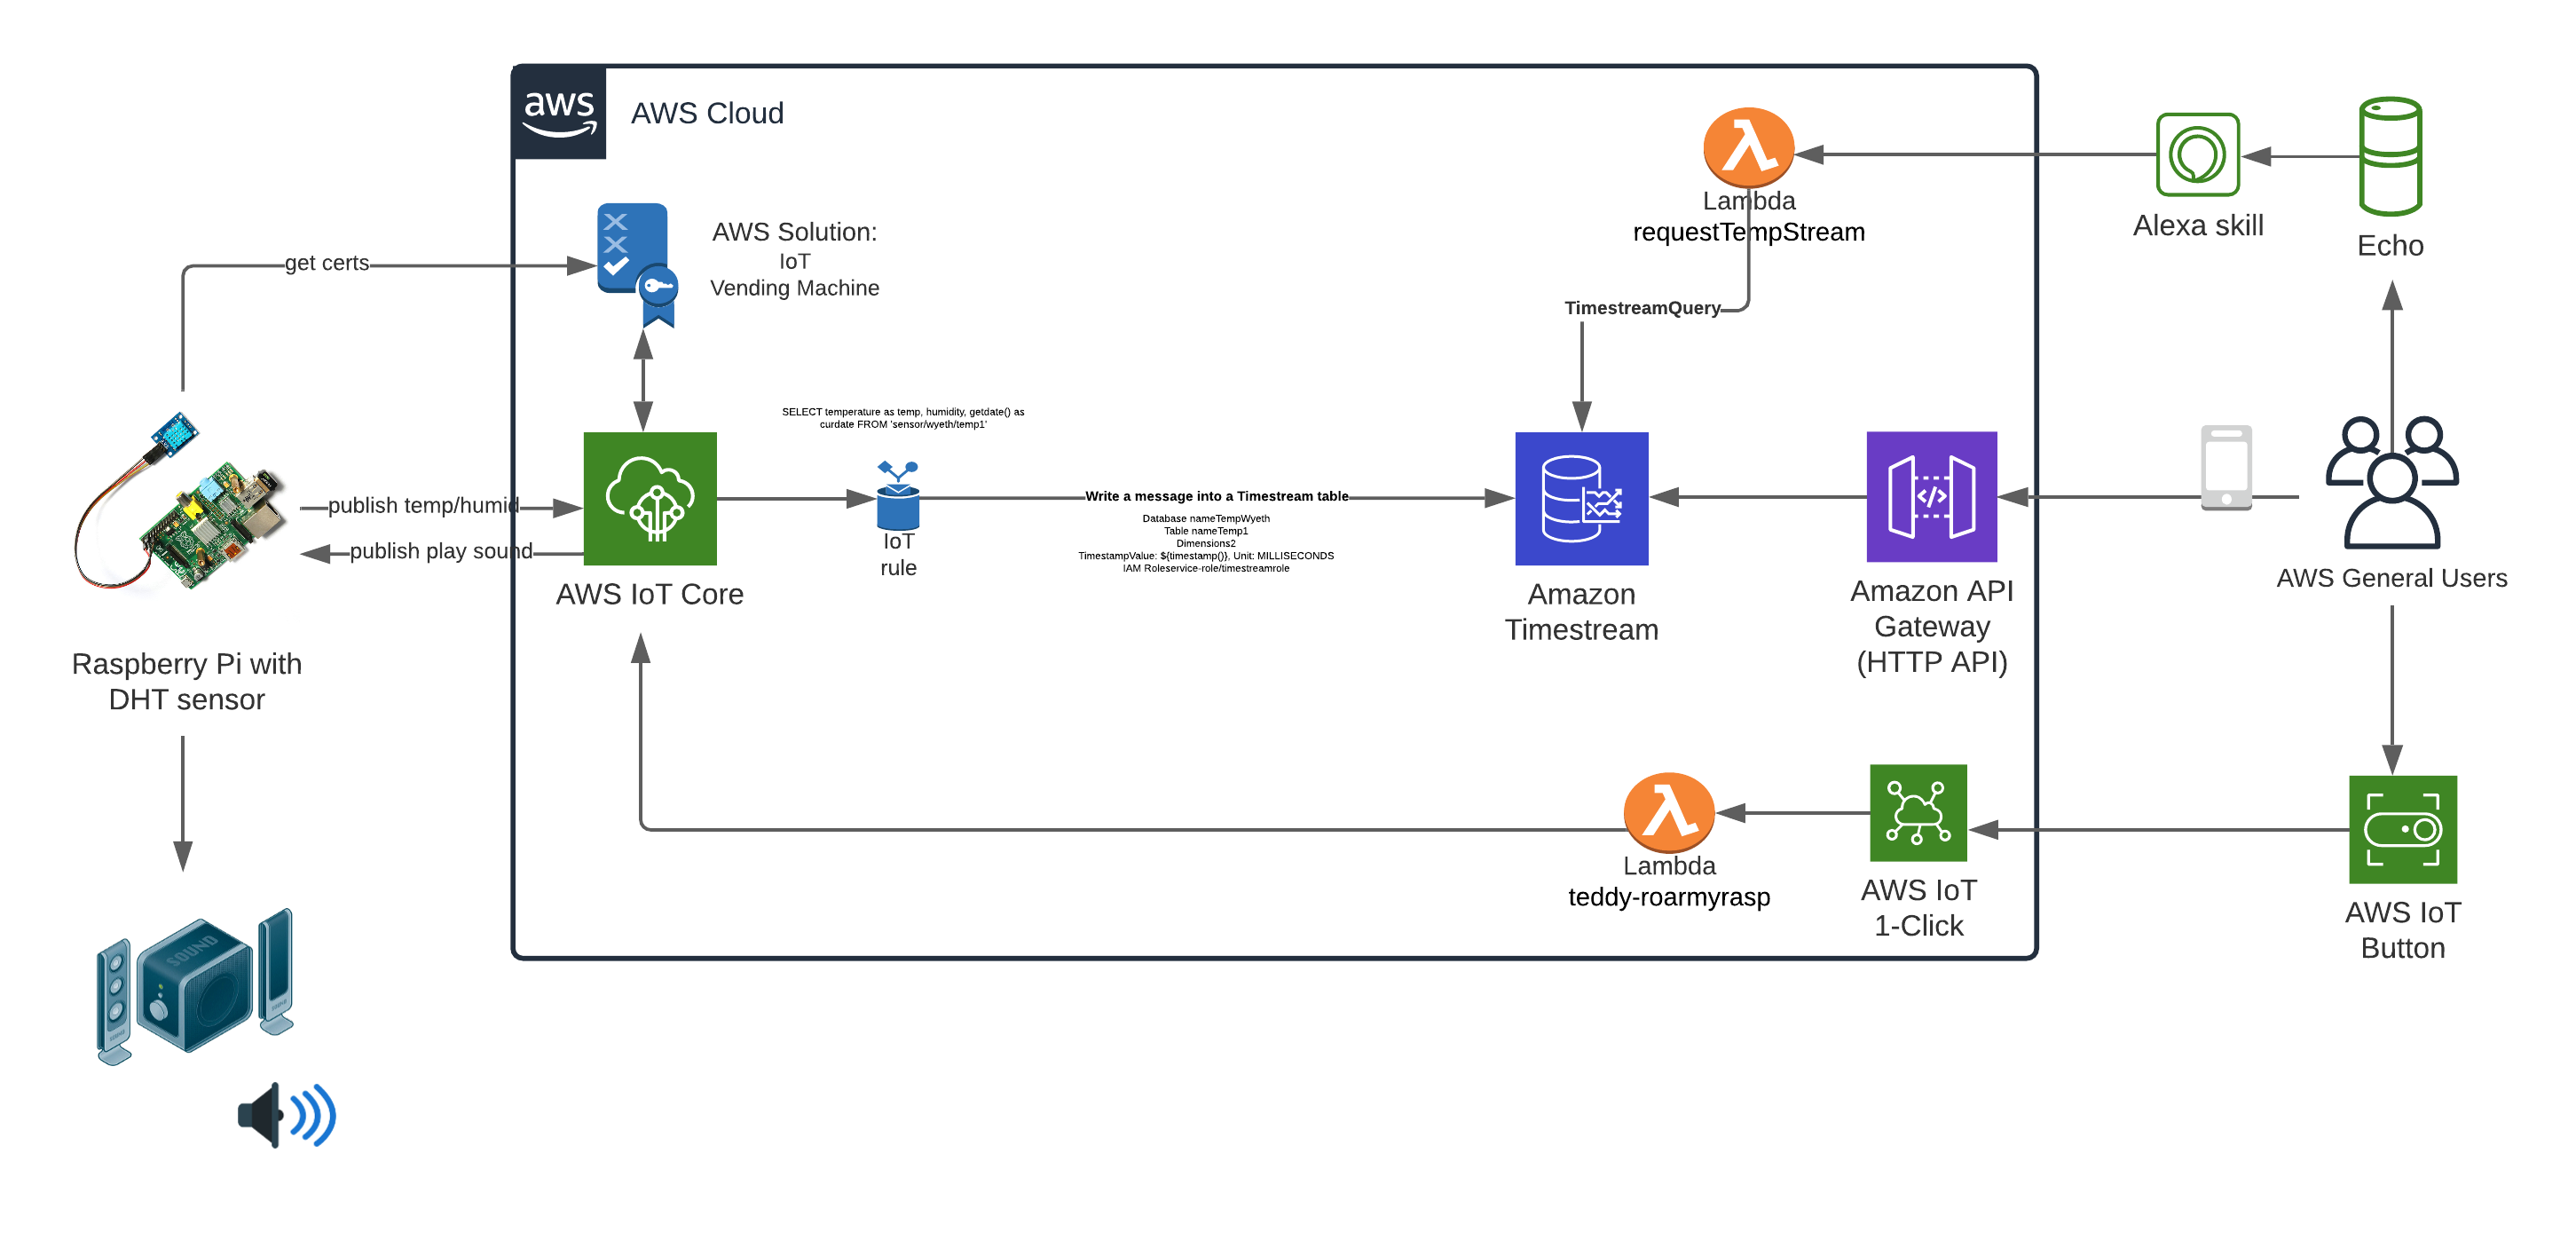 aws
AWS Cloud
AWS Solution:
IoT
Vending Machine
get certs
Lambda
requestTempStream
TimestreamQuery
Alexa skill
Echo
SELECT temperature as temp, humidity, getdate() as
curdate FROM 'sensor/wyeth/temp1'
publish temp/humid
publish play sound
AWS IoT Core
IoT
rule
Write a message into a Timestream table
Database nameTempWyeth
Table nameTemp1
Dimensions2
TimestampValue: ${timestamp()}, Unit: MILLISECONDS
IAM Roleservice-role/timestreamrole
Amazon
Timestream
Amazon API
Gateway
(HTTP API)
AWS General Users
Raspberry Pi with
DHT sensor
Lambda
teddy-roarmyrasp
AWS IoT
1-Click
AWS IoT
Button
SOUND